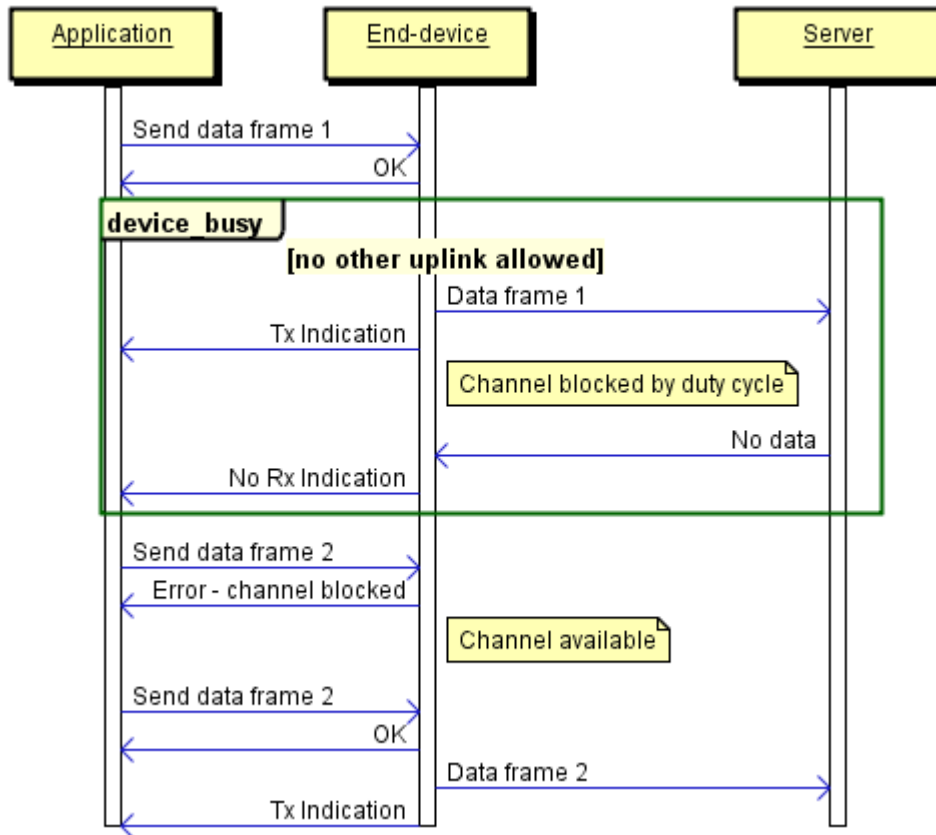 Application
End-device
Server
Send data frame 1
OK
device_busy
[no other uplink allowed]
Data frame 1
Tx Indication
Channel blocked by duty cycle
No data
No Rx Indication
Send data frame 2
Error - channel blocked
Channel available
Send data frame 2
OK
Data frame 2
Tx Indication